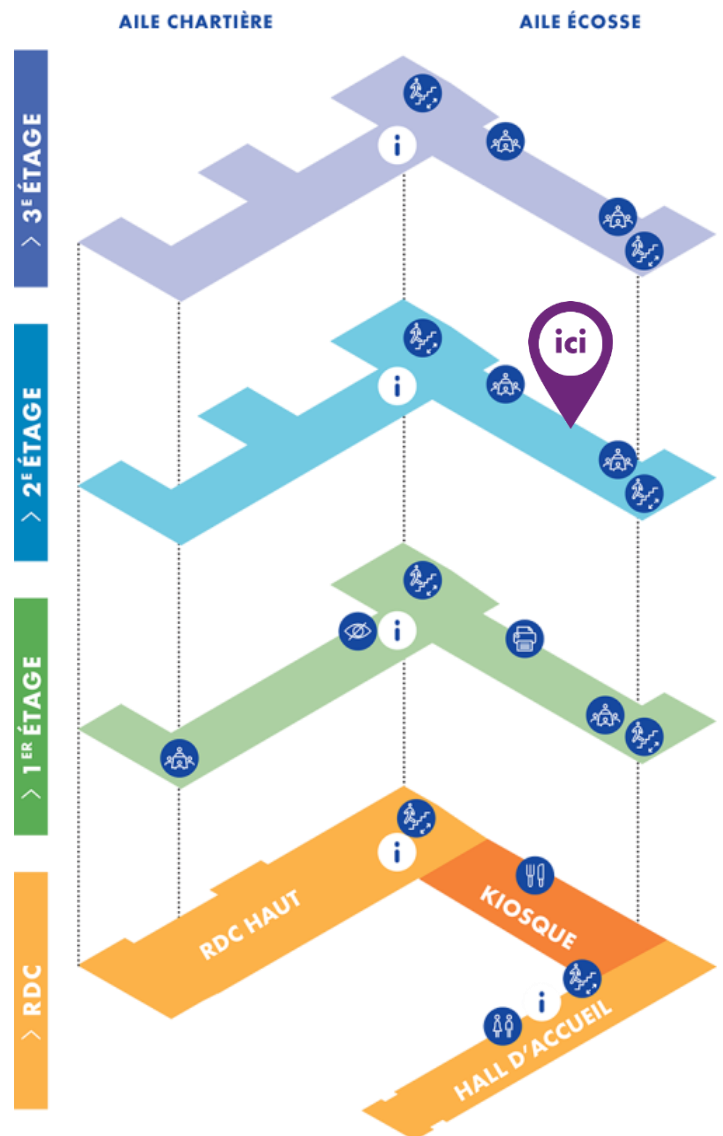 AILE CHARTIÈRE
AILE ÉCOSSE
> 3E ÉTAGE
i
> 2E ÉTAGE
ici
i
> 1ER ÉTAGE
i
> RDC
i
RDC HAUT
KIOSQUE
i
HALL D'ACCUEIL